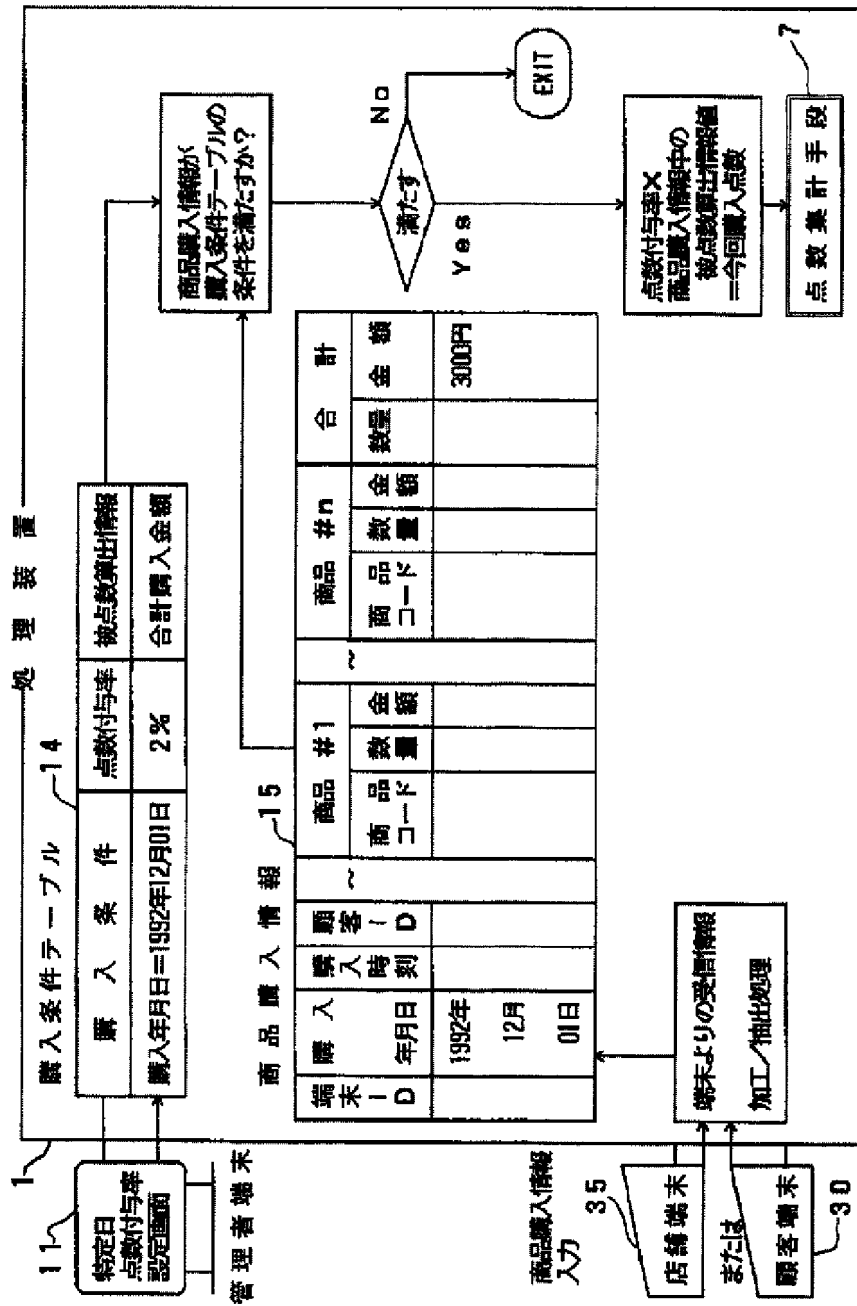 処理装置
1
11
特定日
点数付与率
設定画面
管理者端末
購入条件テーブル
14
購入条件
点数付与率
被点数算出情報
購入年月日=1992年12月01日
2%
合計購入金額
商品購入情報
15
端末ID
購入
年月日
購入時刻
顧客ID
~
商品 #1
商品
コード
数量
金額
~
商品 #n
商品
コード
数量
金額
合計
数量
金額
1992年
12月
01日
3000円
商品購入情報が
購入条件テーブルの
条件を満たすか?
満たす
No
EXIT
Yes
点数付与率×
商品購入情報中の
被点数算出情報値
=今回購入点数
点数集計手段
7
商品購入情報
入力
35
店舗端末
または
顧客端末
30
端末よりの受信情報
加工/抽出処理